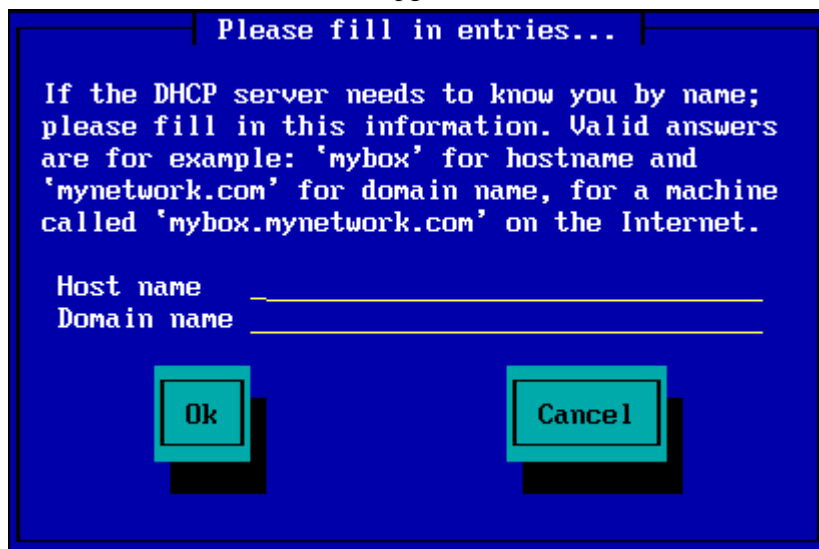 Please fill in entries...
If the DHCP server needs to know you by name;
please fill in this information. Valid answers
are for example: `mybox' for hostname and
`mynetwork.com' for domain name, for a machine
called `mybox.mynetwork.com' on the Internet.
Host name
Domain name
Ok Cancel